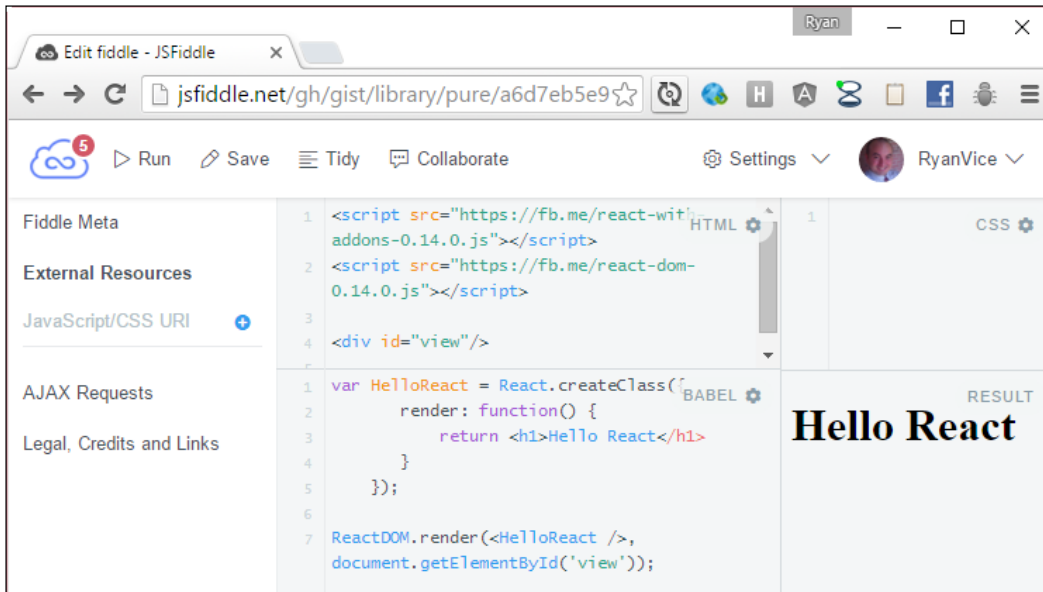 Ryan
Edit fiddle - JSFiddle
jsfiddle.net/gh/gist/library/pure/a6d7eb5e9
5
Run Save Tidy Collaborate Settings RyanVice
Fiddle Meta
External Resources
JavaScript/CSS URI
AJAX Requests
Legal, Credits and Links
HTML
1 <script src="https://fb.me/react-with-
addons-0.14.0.js"></script>
2 <script src="https://fb.me/react-dom-
0.14.0.js"></script>
3
4 <div id="view"/>
CSS
1
BABEL
1 var HelloReact = React.createClass({
2 render: function() {
3 return <h1>Hello React</h1>
4 }
5 });
6
7 ReactDOM.render(<HelloReact />,
document.getElementById('view'));
RESULT
Hello React